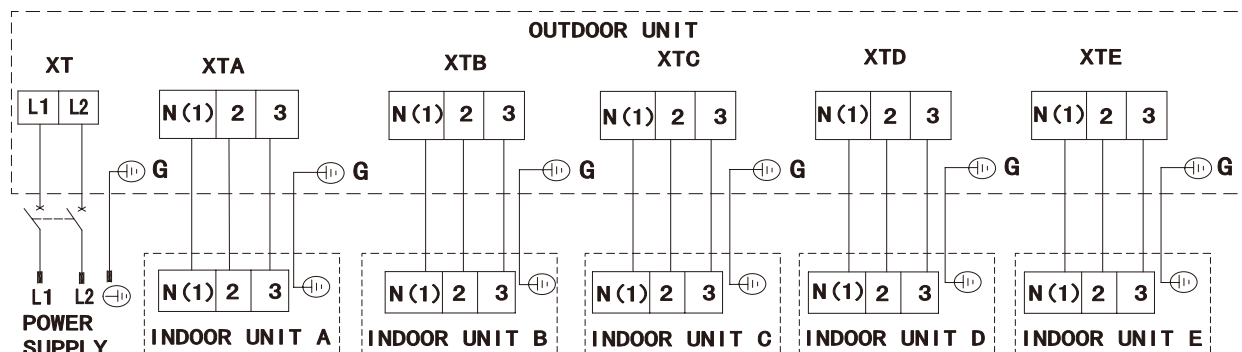 OUTDOOR UNIT
XT XTA XTB XTC XTD XTE
L1 L2 N(1) 2 3 N(1) 2 3 N(1) 2 3 N(1) 2 3 N(1) 2 3
G G G G G G
L1 L2 N(1) 2 3 N(1) 2 3 N(1) 2 3 N(1) 2 3 N(1) 2 3
POWER
SUPPLY
INDOOR UNIT A INDOOR UNIT B INDOOR UNIT C INDOOR UNIT D INDOOR UNIT E